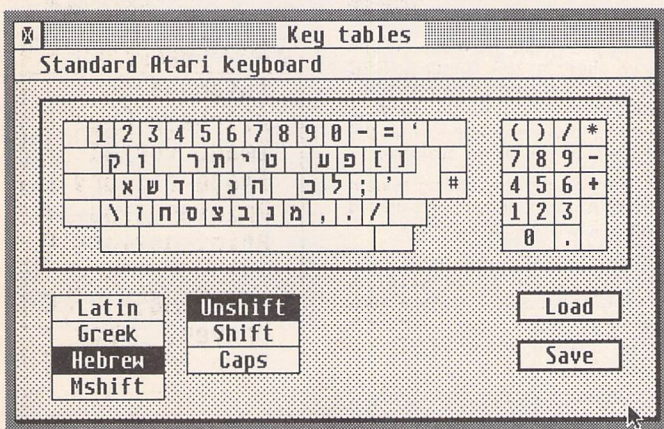 Key tables
Standard Atari keyboard
1 2 3 4 5 6 7 8 9 0 - = ‘
ק ו ר ת י ט ע פ [ ]
א ש ד ג ה כ ל ; ' #
\ ז ח ס צ ב נ מ , . /
( ) / *
7 8 9 -
4 5 6 +
1 2 3
0 .
Latin
Greek
Hebrew
Mshift
Unshift
Shift
Caps
Load
Save